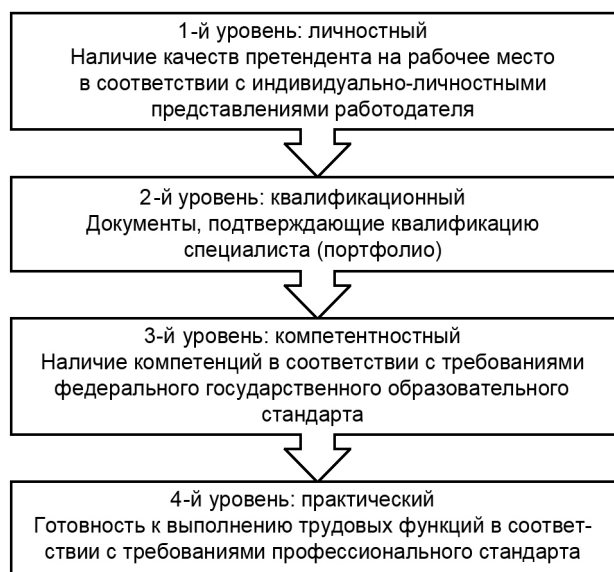 1-й уровень: личностный
Наличие качеств претендента на рабочее место
в соответствии с индивидуально-личностными
представлениями работодателя
2-й уровень: квалификационный
Документы, подтверждающие квалификацию
специалиста (портфолио)
3-й уровень: компетентностный
Наличие компетенций в соответствии с требованиями
федерального государственного образовательного
стандарта
4-й уровень: практический
Готовность к выполнению трудовых функций в соответ-
ствии с требованиями профессионального стандарта